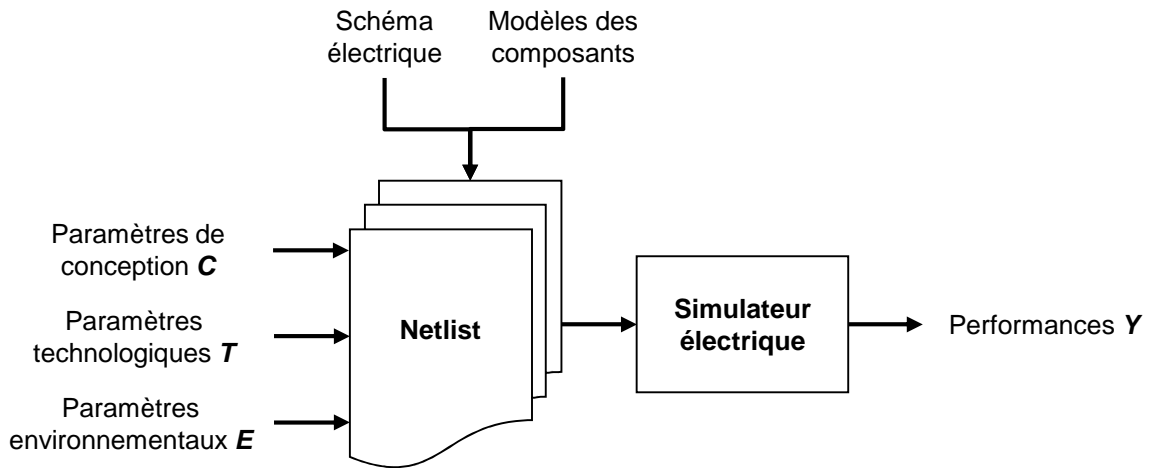 Schéma
électrique
Modèles des
composants
Paramètres de
conception C
Paramètres
technologiques T
Paramètres
environnementaux E
Netlist
Simulateur
électrique
Performances Y